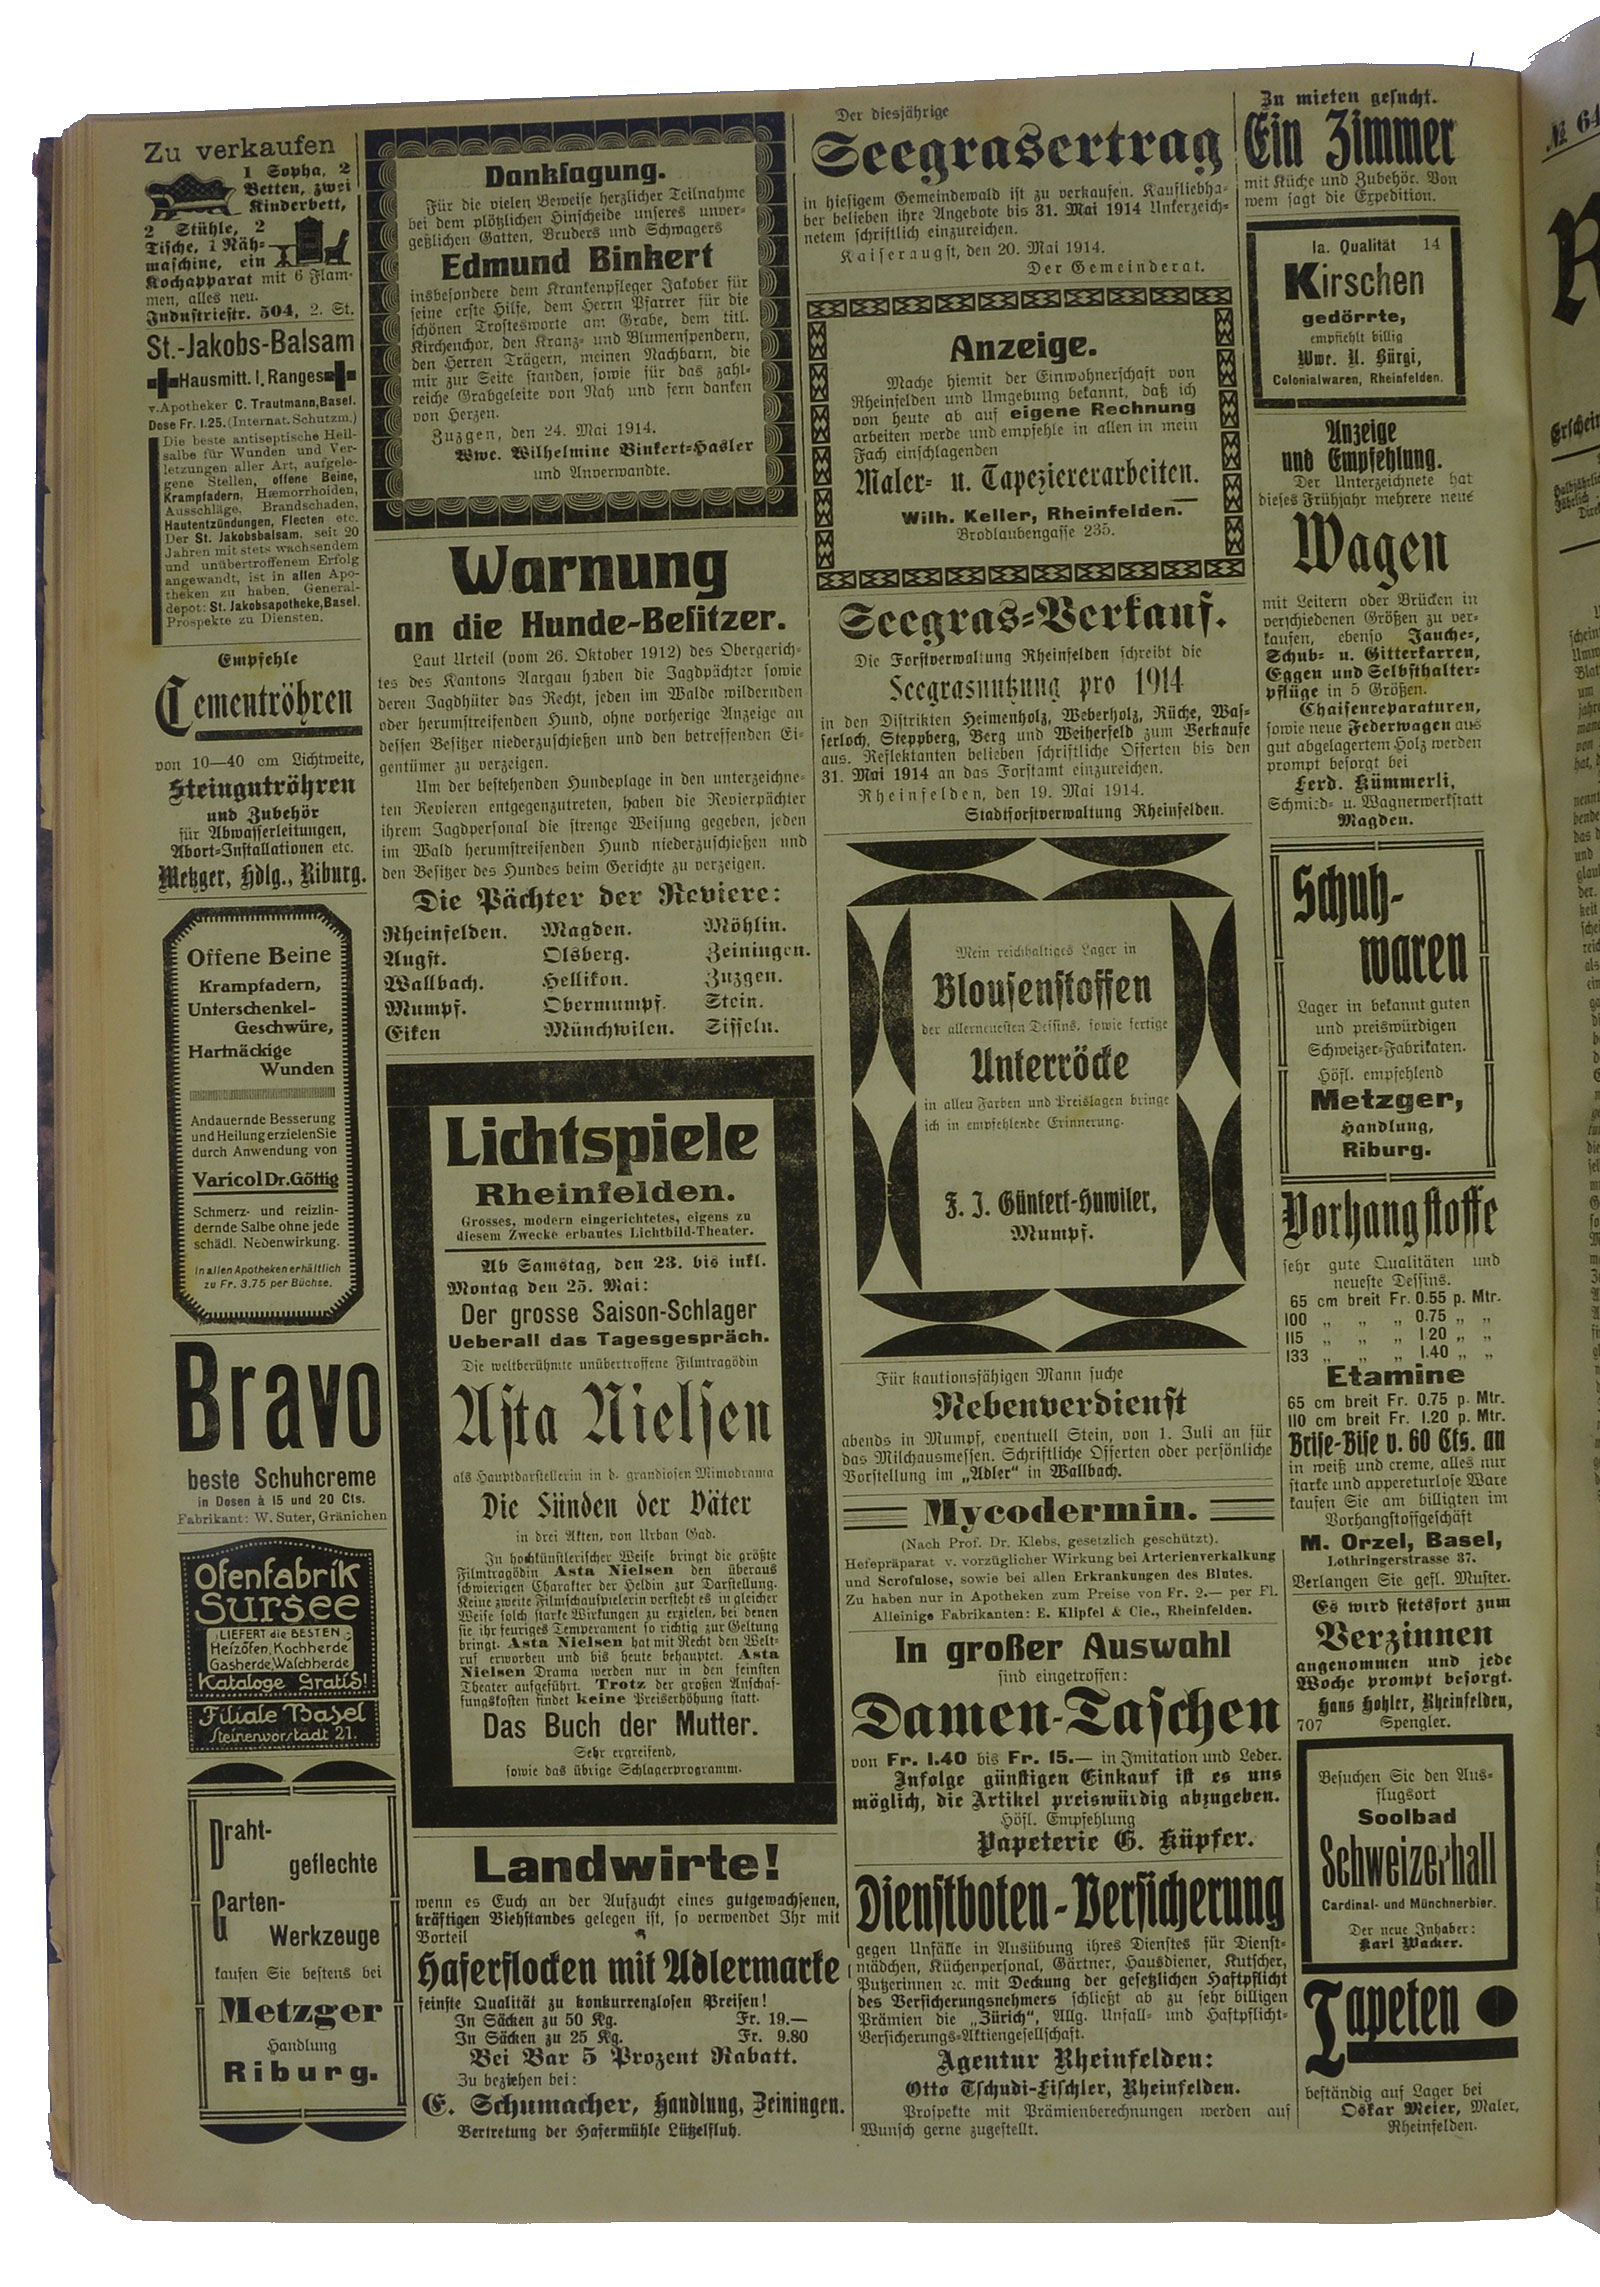 Zu verkaufen
1 Sopha, 2
Betten, zwei
Kinderbett,
2 Stühle, 2
Tische, 1 Näh-
maschine, ein
Kochapparat mit 6 Flam-
men, alles neu.
Industriestr. 504, 2. St.
St.-Jakobs-Balsam
Hausmitt. I. Ranges
v. Apotheker C. Trautmann, Basel.
Dose Fr. 1.25. (Internat. Schutzm.)
Die beste antiseptische Heil-
salbe für Wunden und Ver-
letzungen aller Art, aufgele-
gene Stellen, offene Beine,
Krampfadern, Hæmorrhoiden,
Ausschläge, Brandschaden,
Hautentzündungen, Flecten etc.
Der St. Jakobsbalsam, seit 20
Jahren mit stets wachsendem
und unübertroffenem Erfolg
angewandt, ist in allen Apo-
theken zu haben. General-
depot: St. Jakobsapotheke, Basel.
Prospekte zu Diensten.
Empfehle
Cementröhren
von 10—40 cm Lichtweite,
Steingutröhren
und Zubehör
für Abwasserleitungen,
Abort-Installationen etc.
Metzger, Hdlg., Riburg.
Offene Beine
Krampfadern,
Unterschenkel-
Geschwüre,
Hartnäckige
Wunden
Andauernde Besserung
und Heilung erzielen Sie
durch Anwendung von
Varicol Dr. Göttig
Schmerz- und reizlin-
dernde Salbe ohne jede
schädl. Nebenwirkung.
In allen Apotheken erhältlich
zu Fr. 3.75 per Büchse.
Bravo
beste Schuhcreme
in Dosen à 15 und 20 Cts.
Fabrikant: W. Suter, Gränichen
Ofenfabrik
Sursee
LIEFERT die BESTEN
Heizöfen, Kochherde
Gasherde, Waschherde
Kataloge Gratis!
Filiale Basel
Steinenvorstadt 21.
Draht-
geflechte
Garten-
Werkzeuge
kaufen Sie bestens bei
Metzger
Handlung
Riburg.
Danksagung.
Für die vielen Beweise herzlicher Teilnahme
bei dem plötzlichen Hinscheide unseres unver-
geßlichen Gatten, Bruders und Schwagers
Edmund Binkert
insbesondere dem Krankenpfleger Jakober für
seine erste Hilfe, dem Herrn Pfarrer für die
schönen Trostesworte am Grabe, dem titl.
Kirchenchor, den Kranz- und Blumenspendern,
den Herren Trägern, meinen Nachbarn, die
mir zur Seite standen, sowie für das zahl-
reiche Grabgeleite von Nah und fern danken
von Herzen.
Zuzgen, den 24. Mai 1914.
Wwe. Wilhelmine Binkert-Hasler
und Anverwandte.
Warnung
an die Hunde-Besitzer.
Laut Urteil (vom 26. Oktober 1912) des Obergerich-
tes des Kantons Aargau haben die Jagdpächter sowie
deren Jagdhüter das Recht, jeden im Walde wildernden
oder herumstreifenden Hund, ohne vorherige Anzeige an
dessen Besitzer niederzuschießen und den betreffenden Ei-
gentümer zu verzeigen.
Um der bestehenden Hundeplage in den unterzeichne-
ten Revieren entgegenzutreten, haben die Revierpächter
ihrem Jagdpersonal die strenge Weisung gegeben, jeden
im Wald herumstreifenden Hund niederzuschießen und
den Besitzer des Hundes beim Gerichte zu verzeigen.
Die Pächter der Reviere:
Rheinfelden. Magden. Möhlin.
Augst. Olsberg. Zeiningen.
Wallbach. Hellikon. Zuzgen.
Mumpf. Obermumpf. Stein.
Eiken Münchwilen. Sisseln.
Lichtspiele
Rheinfelden.
Grosses, modern eingerichtetes, eigens zu
diesem Zwecke erbautes Lichtbild-Theater.
Ab Samstag, den 23. bis inkl.
Montag den 25. Mai:
Der grosse Saison-Schlager
Ueberall das Tagesgespräch.
Die weltberühmte unübertroffene Filmtragödin
Asta Nielsen
als Hauptdarstellerin in d. grandiosen Mimodrama
Die Sünden der Väter
in drei Akten, von Urban Gad.
In hochkünstlerischer Weise bringt die größte
Filmtragödin Asta Nielsen den überaus
schwierigen Charakter der Heldin zur Darstellung.
Keine zweite Filmschauspielerin versteht es in gleicher
Weise solch starke Wirkungen zu erzielen, bei denen
sie ihr feuriges Temperament so richtig zur Geltung
bringt. Asta Nielsen hat mit Recht den Welt-
ruf erworben und bis heute behauptet. Asta
Nielsen Drama werden nur in den feinsten
Theater aufgeführt. Trotz der großen Anschaf-
fungskosten findet keine Preiserhöhung statt.
Das Buch der Mutter.
Sehr ergreifend,
sowie das übrige Schlagerprogramm.
Landwirte!
wenn es Euch an der Aufzucht eines gutgewachsenen,
kräftigen Viehstandes gelegen ist, so verwendet Ihr mit
Vorteil
Haferflocken mit Adlermarke
feinste Qualität zu konkurrenzlosen Preisen!
In Säcken zu 50 Kg. Fr. 19.—
In Säcken zu 25 Kg. Fr. 9.80
Bei Bar 5 Prozent Rabatt.
Zu beziehen bei:
E. Schumacher, Handlung, Zeiningen.
Vertretung der Hafermühle Lützelfluh.
Der diesjährige
Seegrasertrag
in hiesigem Gemeindewald ist zu verkaufen. Kaufliebha-
ber belieben ihre Angebote bis 31. Mai 1914 Unterzeich-
netem schriftlich einzureichen.
Kaiseraugst, den 20. Mai 1914.
Der Gemeinderat.
Anzeige.
Mache hiemit der Einwohnerschaft von
Rheinfelden und Umgebung bekannt, daß ich
von heute ab auf eigene Rechnung
arbeiten werde und empfehle in allen in mein
Fach einschlagenden
Maler- u. Tapeziererarbeiten.
Wilh. Keller, Rheinfelden.
Brodlaubengasse 235.
Seegras-Verkauf.
Die Forstverwaltung Rheinfelden schreibt die
Seegrasnutzung pro 1914
in den Distrikten Heimenholz, Weberholz, Rüche, Was-
serloch, Steppberg, Berg und Weiherfeld zum Verkaufe
aus. Reflektanten belieben schriftliche Offerten bis den
31. Mai 1914 an das Forstamt einzureichen.
Rheinfelden, den 19. Mai 1914.
Stadtforstverwaltung Rheinfelden.
Mein reichhaltiges Lager in
Blousenstoffen
der allerneuesten Dessins, sowie fertige
Unterröcke
in allen Farben und Preislagen bringe
ich in empfehlende Erinnerung.
F. J. Güntert-Huwiler,
Mumpf.
Für kautionsfähigen Mann suche
Nebenverdienst
abends in Mumpf, eventuell Stein, von 1. Juli an für
das Milchausmessen. Schriftliche Offerten oder persönliche
Vorstellung im „Adler“ in Wallbach.
Mycodermin.
(Nach Prof. Dr. Klebs, gesetzlich geschützt).
Hefepräparat v. vorzüglicher Wirkung bei Arterienverkalkung
und Scrofulose, sowie bei allen Erkrankungen des Blutes.
Zu haben nur in Apotheken zum Preise von Fr. 2.— per Fl.
Alleinige Fabrikanten: E. Klipfel & Cie., Rheinfelden.
In großer Auswahl
sind eingetroffen:
Damen-Taschen
von Fr. 1.40 bis Fr. 15.— in Imitation und Leder.
Infolge günstigen Einkauf ist es uns
möglich, die Artikel preiswürdig abzugeben.
Höfl. Empfehlung
Papeterie G. Küpfer.
Dienstboten-Versicherung
gegen Unfälle in Ausübung ihres Dienstes für Dienst-
mädchen, Küchenpersonal, Gärtner, Hausdiener, Kutscher,
Putzerinnen ꝛc. mit Deckung der gesetzlichen Haftpflicht
des Versicherungsnehmers schließt ab zu sehr billigen
Prämien die „Zürich“, Allg. Unfall- und Haftpflicht-
Versicherungs-Aktiengesellschaft.
Agentur Rheinfelden:
Otto Tschudi-Fischler, Rheinfelden.
Prospekte mit Prämienberechnungen werden auf
Wunsch gerne zugestellt.
Zu mieten gesucht.
Ein Zimmer
mit Küche und Zubehör. Von
wem sagt die Expedition.
Ia. Qualität 14
Kirschen
gedörrte,
empfiehlt billig
Wwe. A. Bürgi,
Colonialwaren, Rheinfelden.
Anzeige
und Empfehlung.
Der Unterzeichnete hat
dieses Frühjahr mehrere neue
Wagen
mit Leitern oder Brücken in
verschiedenen Größen zu ver-
kaufen, ebenso Jauche-,
Schub- u. Gitterkarren,
Eggen und Selbsthalter-
pflüge in 5 Größen.
Chaisenreparaturen,
sowie neue Federwagen aus
gut abgelagertem Holz werden
prompt besorgt bei
Ferd. Kümmerli,
Schmied- u. Wagnerwerkstatt
Magden.
Schuh-
waren
Lager in bekannt guten
und preiswürdigen
Schweizer-Fabrikaten.
Höfl. empfehlend
Metzger,
Handlung,
Riburg.
Vorhangstoffe
sehr gute Qualitäten und
neueste Dessins.
65 cm breit Fr. 0.55 p. Mtr.
100 „ „ „ 0.75 „ „
115 „ „ „ 1.20 „ „
133 „ „ „ 1.40 „ „
Etamine
65 cm breit Fr. 0.75 p. Mtr.
110 cm breit Fr. 1.20 p. Mtr.
Brise-Bise v. 60 Cts. an
in weiß und creme, alles nur
starke und appereturlose Ware
kaufen Sie am billigten im
Vorhangstoffgeschäft
M. Orzel, Basel,
Lothringerstrasse 37.
Verlangen Sie gefl. Muster.
Es wird stetsfort zum
Verzinnen
angenommen und jede
Woche prompt besorgt.
Hans Hohler, Rheinfelden,
707 Spengler.
Besuchen Sie den Aus-
flugsort
Soolbad
Schweizerhall
Cardinal- und Münchnerbier.
Der neue Inhaber:
Karl Wacker.
Tapeten
beständig auf Lager bei
Oskar Meier, Maler,
Rheinfelden.
№ 64